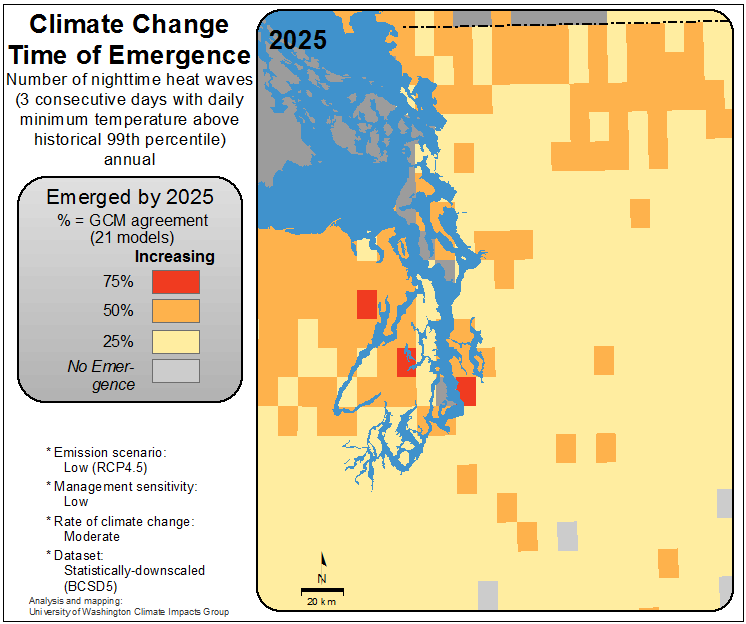 Climate Change
Time of Emergence
Number of nighttime heat waves
(3 consecutive days with daily
minimum temperature above
historical 99th percentile)
annual
Emerged by 2025
% = GCM agreement
(21 models)
Increasing
75%
50%
25%
No Emer-
gence
* Emission scenario:
Low (RCP4.5)
* Management sensitivity:
Low
* Rate of climate change:
Moderate
* Dataset:
Statistically-downscaled
(BCSD5)
Analysis and mapping:
University of Washington Climate Impacts Group
2025
N
20 km